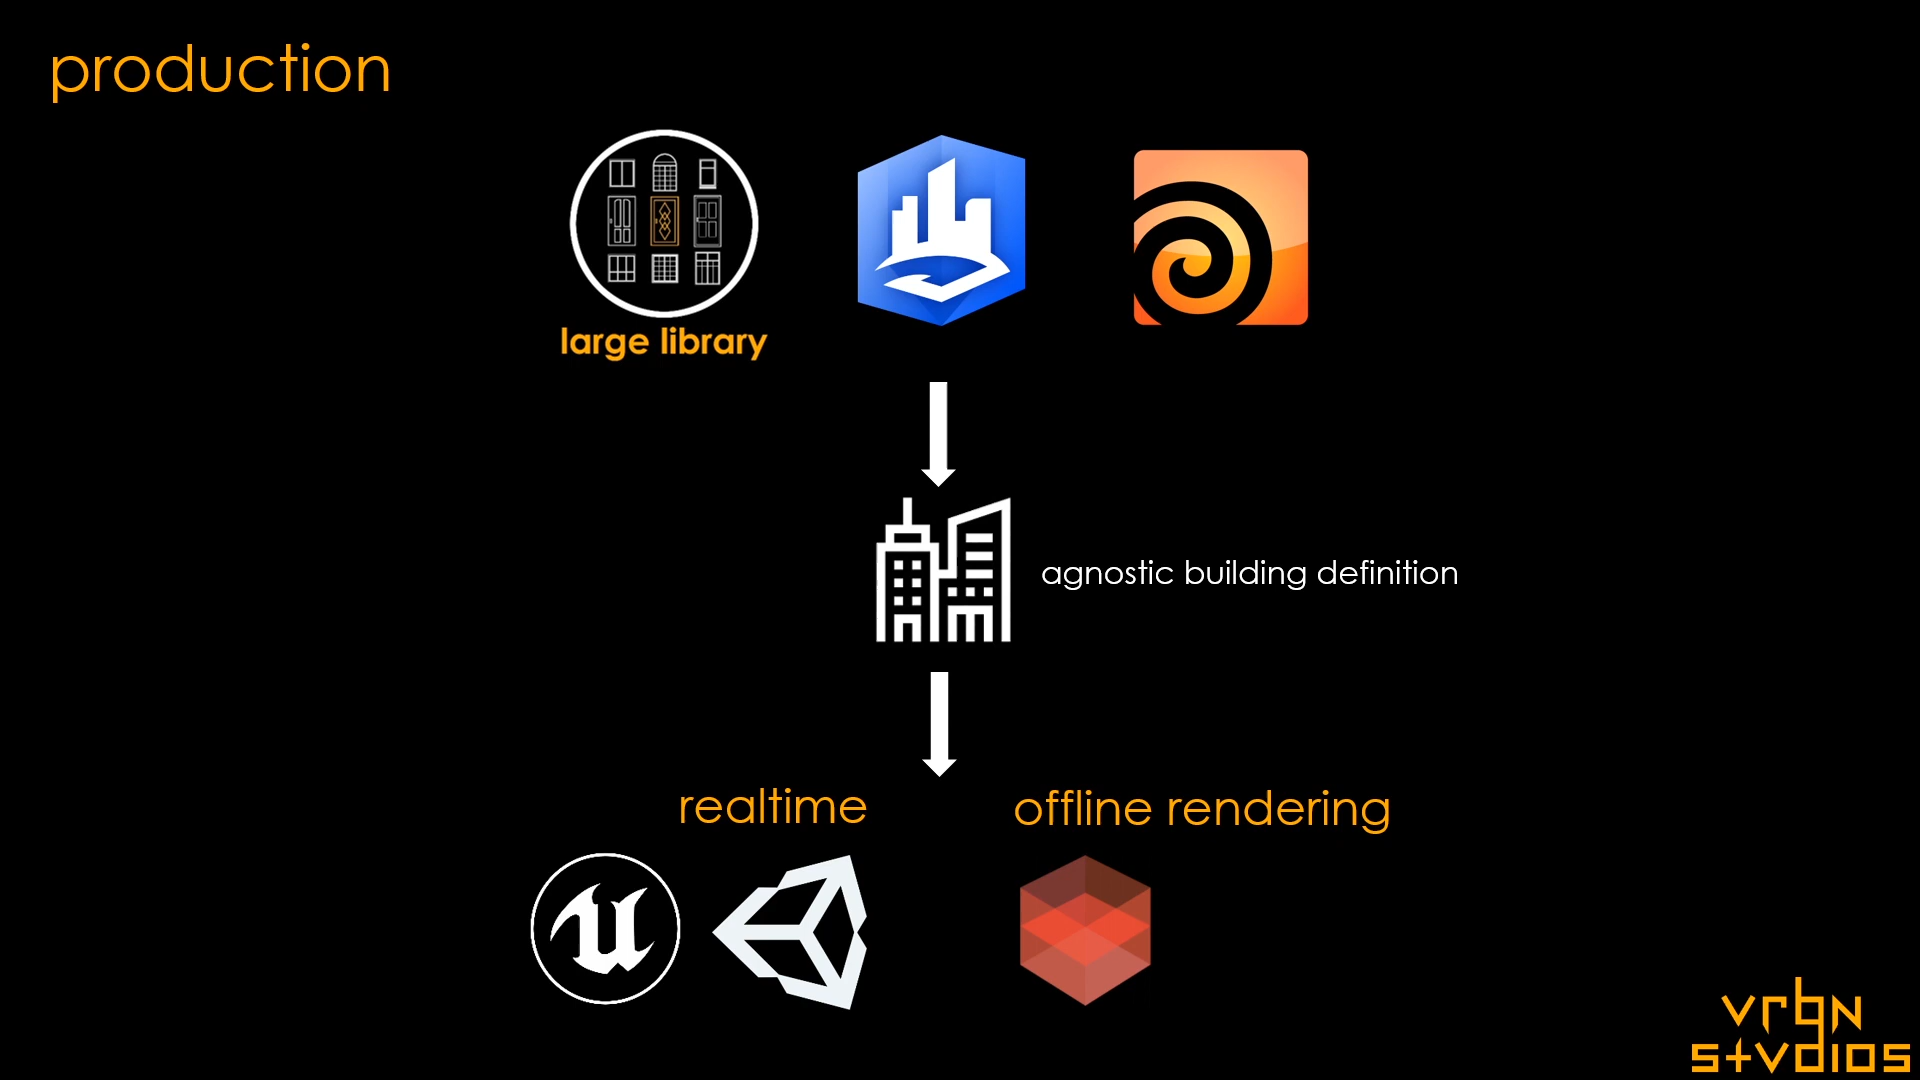 production
large library
agnostic building definition
realtime
offline rendering
vrbn
stvdios